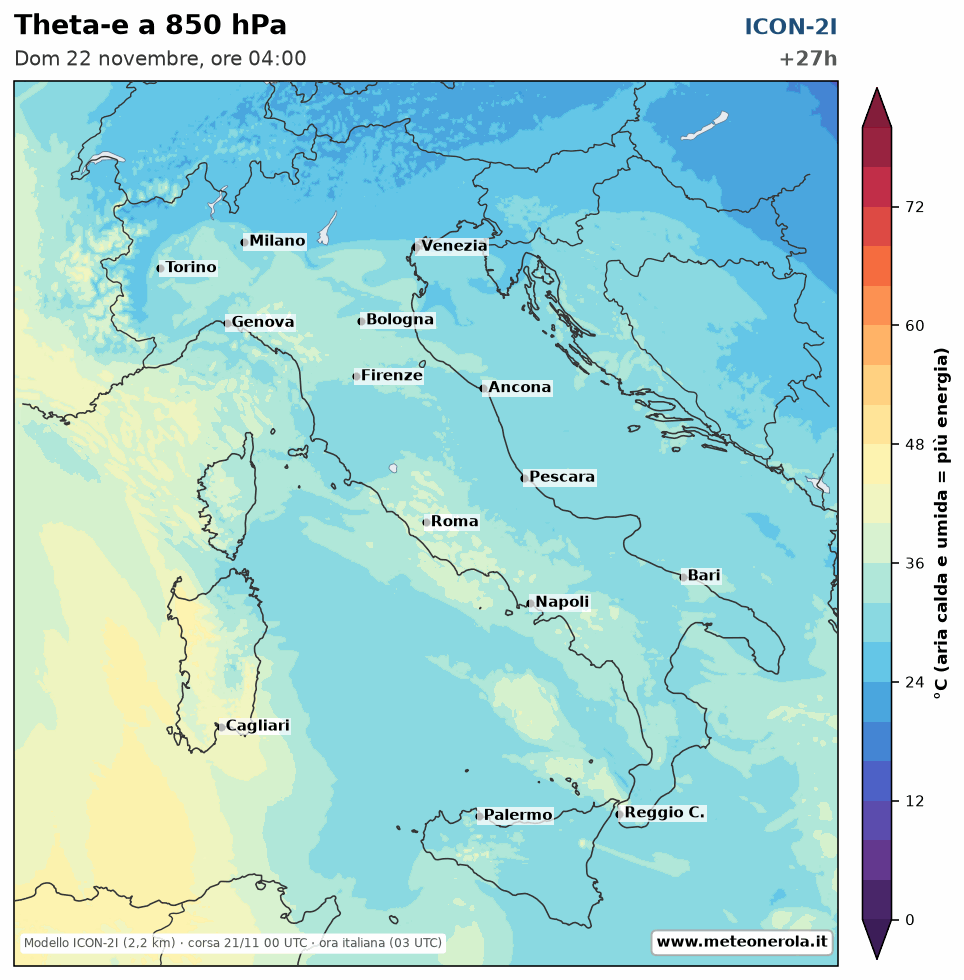 Theta-e a 850 hPa
ICON-2I
Dom 22 novembre, ore 04:00
+27h
Milano
Venezia
Torino
Genova
Bologna
Firenze
Ancona
Pescara
Roma
Bari
Napoli
Cagliari
Palermo
Reggio C.
72
60
48
36
24
12
0
°C (aria calda e umida = più energia)
Modello ICON-2I (2,2 km) · corsa 21/11 00 UTC · ora italiana (03 UTC)
www.meteonerola.it